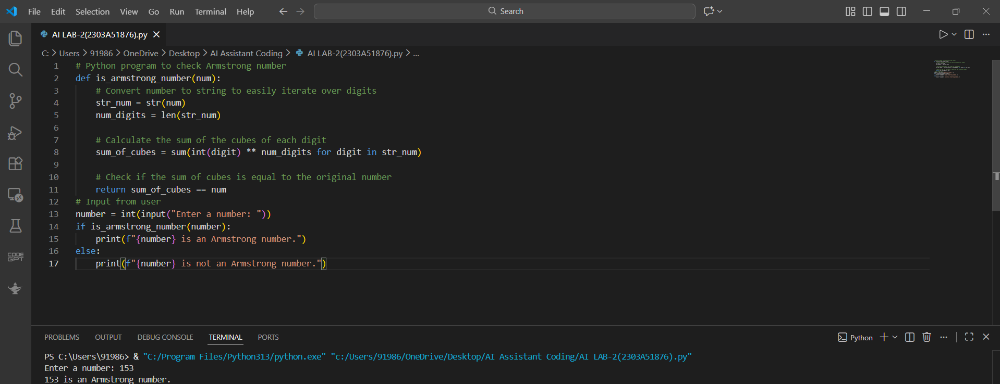 File Edit Selection View Go Run Terminal Help Search
AI LAB-2(2303A51876).py
C: > Users > 91986 > OneDrive > Desktop > AI Assistant Coding > AI LAB-2(2303A51876).py > ...
1 # Python program to check Armstrong number
2 def is_armstrong_number(num):
3     # Convert number to string to easily iterate over digits
4     str_num = str(num)
5     num_digits = len(str_num)
6
7     # Calculate the sum of the cubes of each digit
8     sum_of_cubes = sum(int(digit) ** num_digits for digit in str_num)
9
10     # Check if the sum of cubes is equal to the original number
11     return sum_of_cubes == num
12 # Input from user
13 number = int(input("Enter a number: "))
14 if is_armstrong_number(number):
15     print(f"{number} is an Armstrong number.")
16 else:
17     print(f"{number} is not an Armstrong number.")
CODE
GPT
PROBLEMS OUTPUT DEBUG CONSOLE TERMINAL PORTS Python
PS C:\Users\91986> & "C:/Program Files/Python313/python.exe" "c:/Users/91986/OneDrive/Desktop/AI Assistant Coding/AI LAB-2(2303A51876).py"
Enter a number: 153
153 is an Armstrong number.